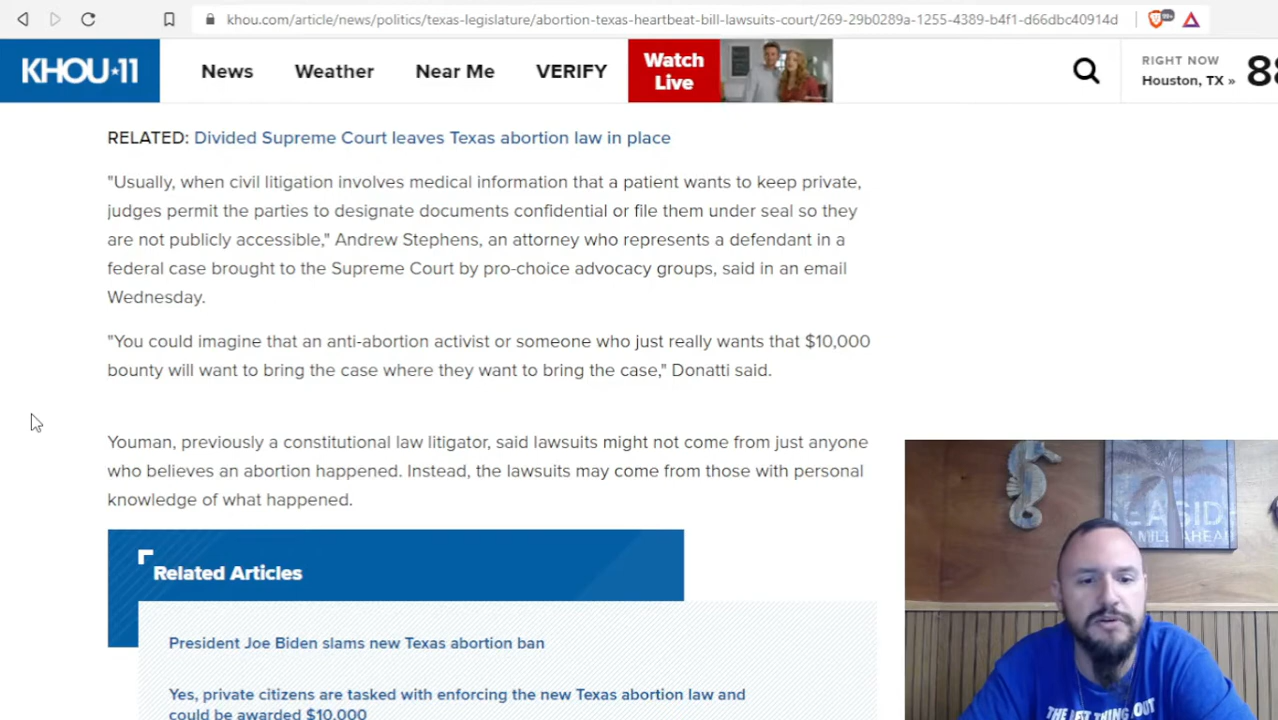 khou.com/article/news/politics/texas-legislature/abortion-texas-heartbeat-bill-lawsuits-court/269-29b0289a-1255-4389-b4f1-d66dbc40914d
99+
KHOU★11
News
Weather
Near Me
VERIFY
Watch
Live
RIGHT NOW
Houston, TX »
RELATED: Divided Supreme Court leaves Texas abortion law in place
"Usually, when civil litigation involves medical information that a patient wants to keep private,
judges permit the parties to designate documents confidential or file them under seal so they
are not publicly accessible," Andrew Stephens, an attorney who represents a defendant in a
federal case brought to the Supreme Court by pro-choice advocacy groups, said in an email
Wednesday.
"You could imagine that an anti-abortion activist or someone who just really wants that $10,000
bounty will want to bring the case where they want to bring the case," Donatti said.
Youman, previously a constitutional law litigator, said lawsuits might not come from just anyone
who believes an abortion happened. Instead, the lawsuits may come from those with personal
knowledge of what happened.
Related Articles
President Joe Biden slams new Texas abortion ban
Yes, private citizens are tasked with enforcing the new Texas abortion law and
could be awarded $10,000
MILE AHEAD
THE
THING OUT